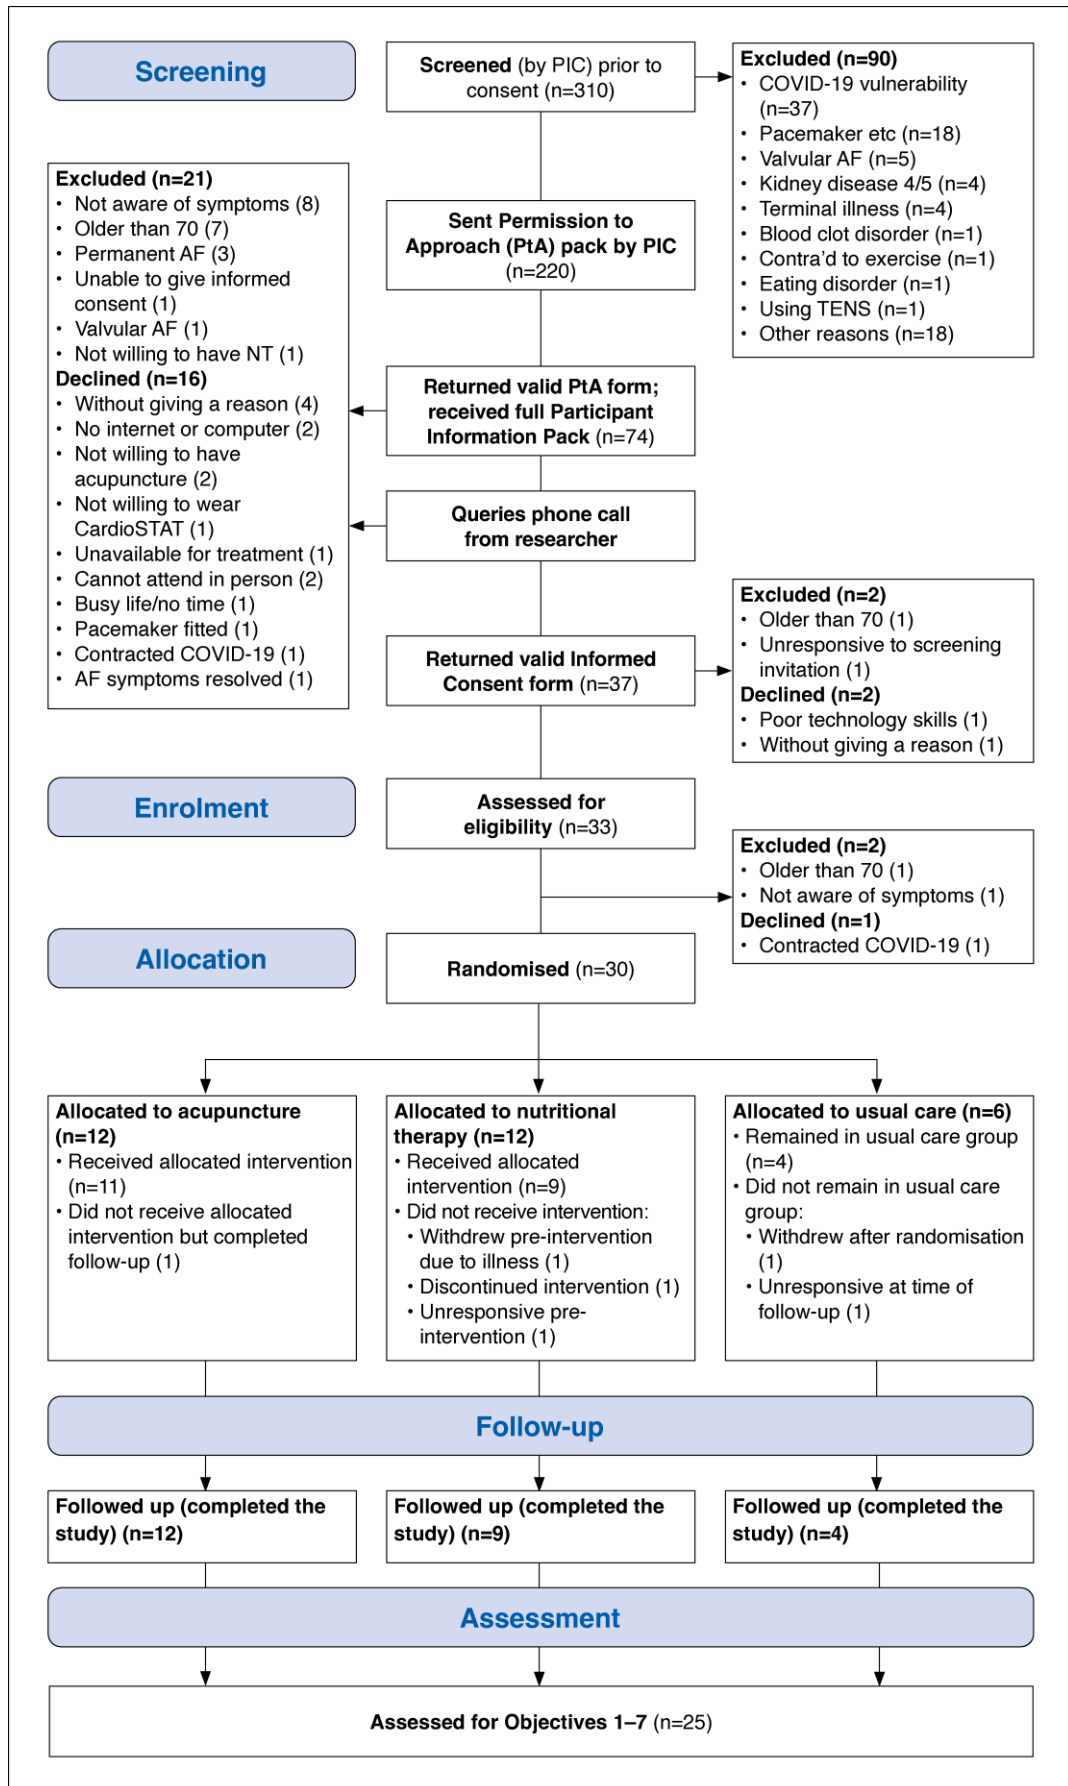 Screening
Screened (by PIC) prior to
consent (n=310)
Excluded (n=90)
• COVID-19 vulnerability
(n=37)
• Pacemaker etc (n=18)
• Valvular AF (n=5)
• Kidney disease 4/5 (n=4)
• Terminal illness (n=4)
• Blood clot disorder (n=1)
• Contra’d to exercise (n=1)
• Eating disorder (n=1)
• Using TENS (n=1)
• Other reasons (n=18)
Excluded (n=21)
• Not aware of symptoms (8)
• Older than 70 (7)
• Permanent AF (3)
• Unable to give informed
consent (1)
• Valvular AF (1)
• Not willing to have NT (1)
Declined (n=16)
• Without giving a reason (4)
• No internet or computer (2)
• Not willing to have
acupuncture (2)
• Not willing to wear
CardioSTAT (1)
• Unavailable for treatment (1)
• Cannot attend in person (2)
• Busy life/no time (1)
• Pacemaker fitted (1)
• Contracted COVID-19 (1)
• AF symptoms resolved (1)
Sent Permission to
Approach (PtA) pack by PIC
(n=220)
Returned valid PtA form;
received full Participant
Information Pack (n=74)
Queries phone call
from researcher
Returned valid Informed
Consent form (n=37)
Excluded (n=2)
• Older than 70 (1)
• Unresponsive to screening
invitation (1)
Declined (n=2)
• Poor technology skills (1)
• Without giving a reason (1)
Enrolment
Assessed for
eligibility (n=33)
Excluded (n=2)
• Older than 70 (1)
• Not aware of symptoms (1)
Declined (n=1)
• Contracted COVID-19 (1)
Allocation
Randomised (n=30)
Allocated to acupuncture
(n=12)
• Received allocated intervention
(n=11)
• Did not receive allocated
intervention but completed
follow-up (1)
Allocated to nutritional
therapy (n=12)
• Received allocated
intervention (n=9)
• Did not receive intervention:
• Withdrew pre-intervention
due to illness (1)
• Discontinued intervention (1)
• Unresponsive pre-
intervention (1)
Allocated to usual care (n=6)
• Remained in usual care group
(n=4)
• Did not remain in usual care
group:
• Withdrew after randomisation
(1)
• Unresponsive at time of
follow-up (1)
Follow-up
Followed up (completed the
study) (n=12)
Followed up (completed the
study) (n=9)
Followed up (completed the
study) (n=4)
Assessment
Assessed for Objectives 1–7 (n=25)